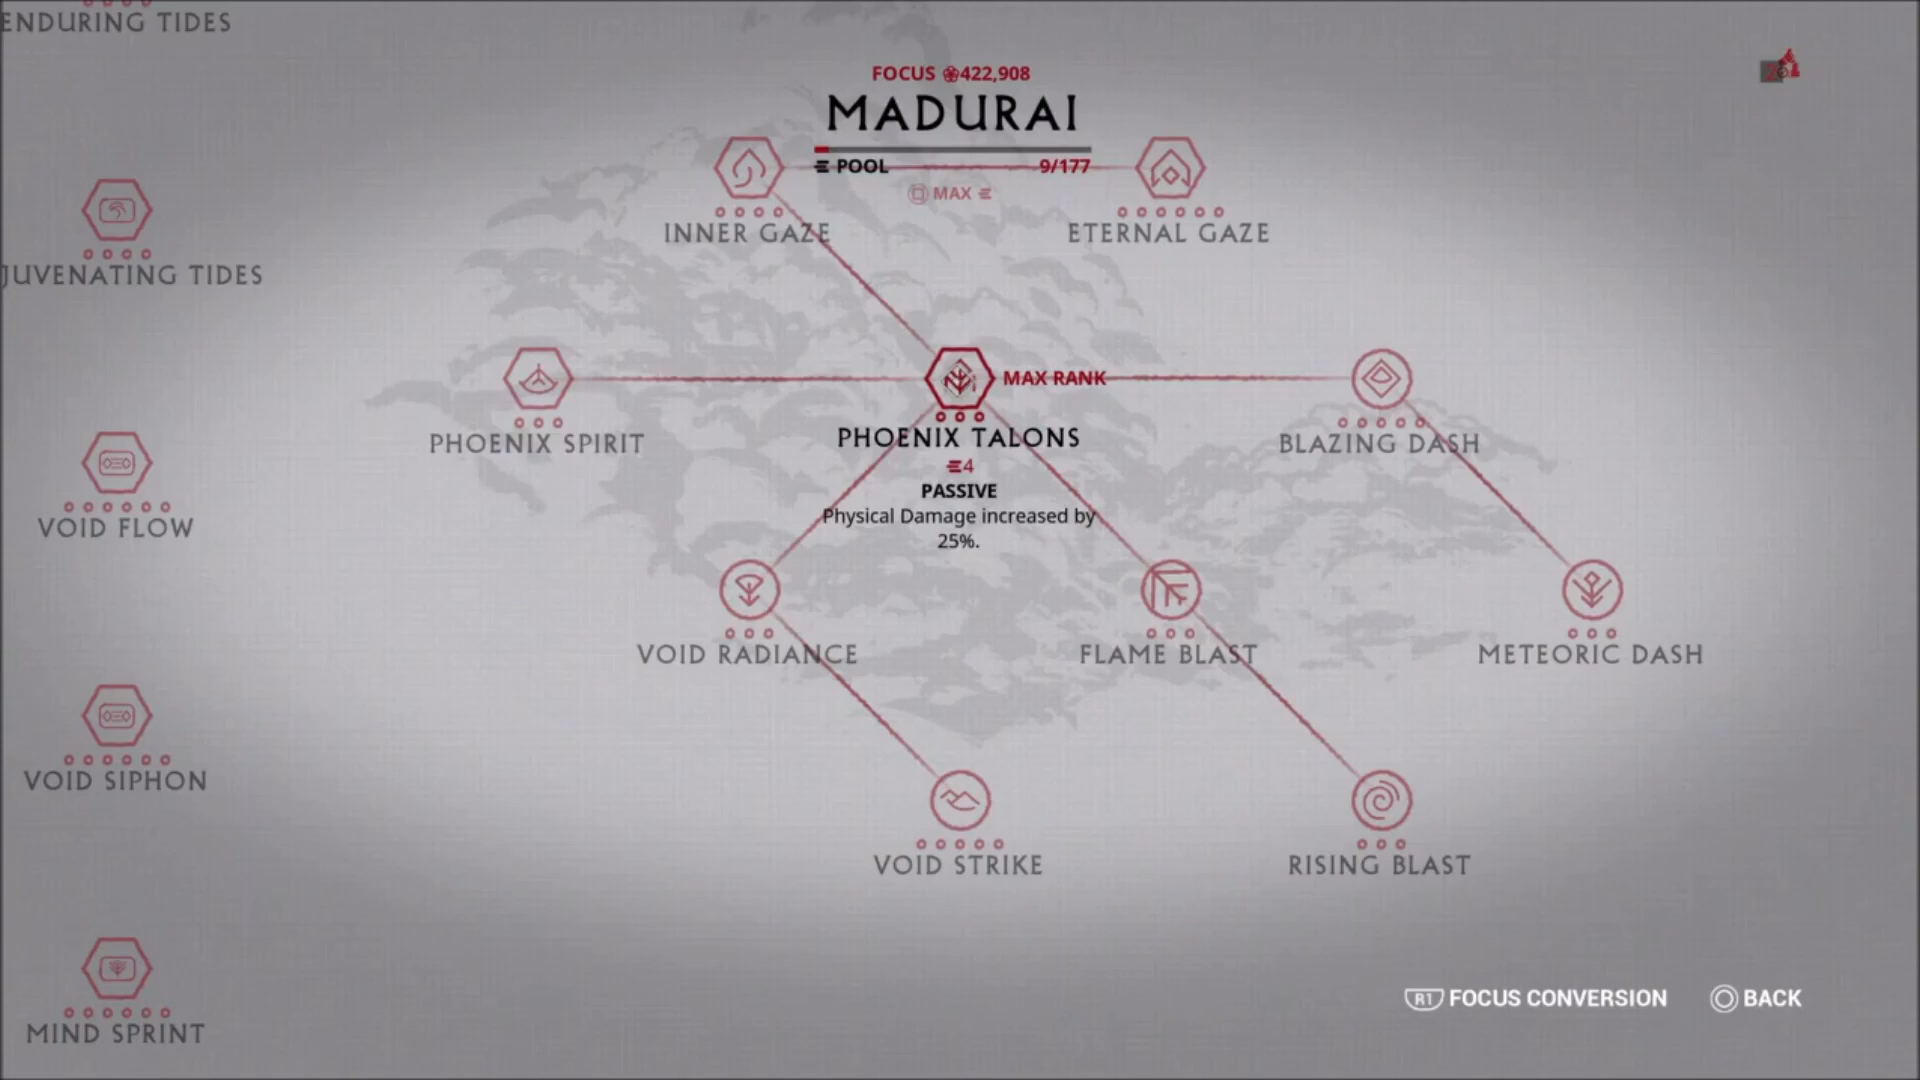 ENDURING TIDES
FOCUS 422,908
MADURAI
POOL 9/177
MAX
INNER GAZE
ETERNAL GAZE
JUVENATING TIDES
MAX RANK
PHOENIX SPIRIT
PHOENIX TALONS
BLAZING DASH
4
PASSIVE
Physical Damage increased by
25%.
VOID FLOW
VOID RADIANCE
FLAME BLAST
METEORIC DASH
VOID SIPHON
VOID STRIKE
RISING BLAST
R1 FOCUS CONVERSION
BACK
MIND SPRINT